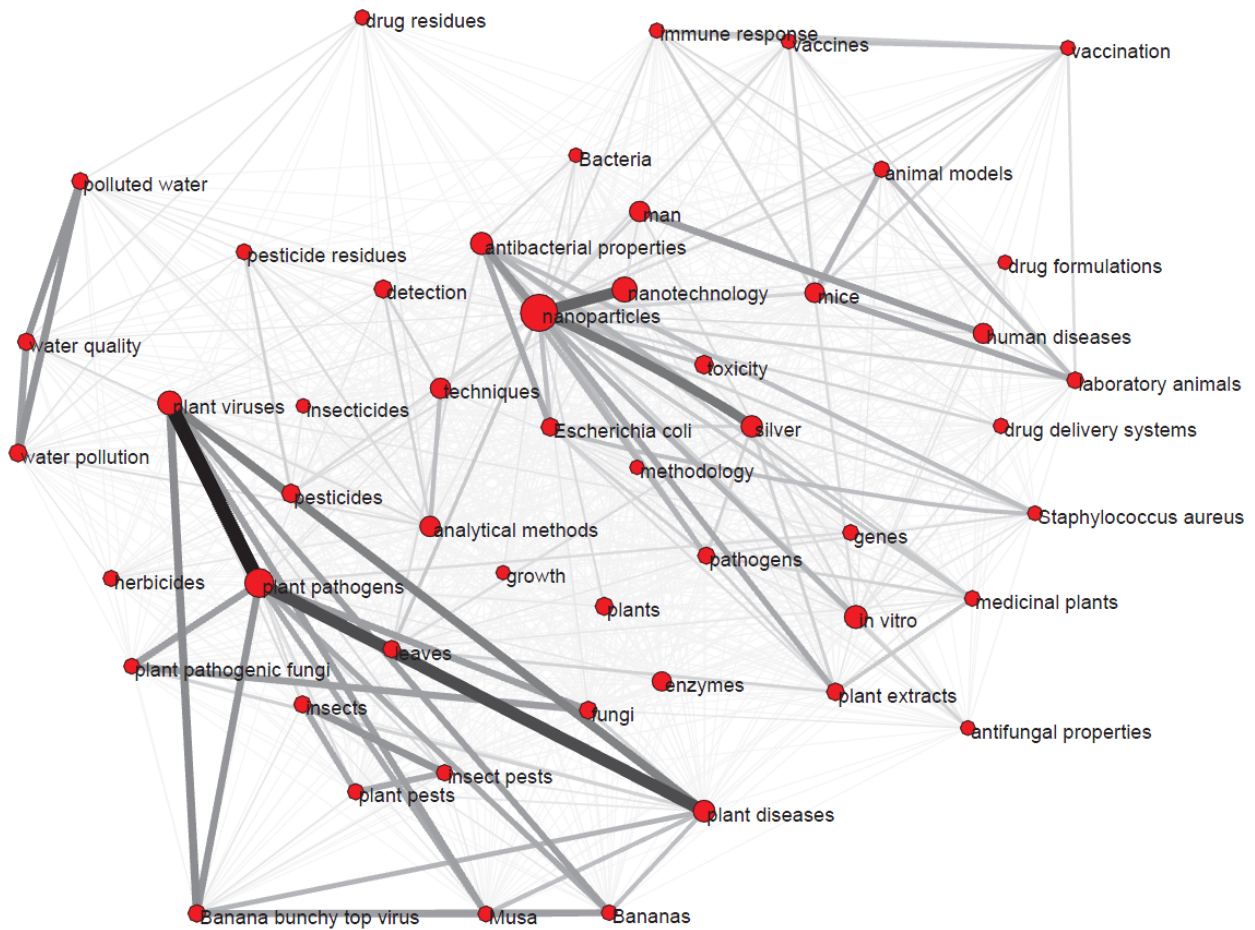 drug residues
immune response
vaccines
vaccination
Bacteria
animal models
polluted water
man
antibacterial properties
pesticide residues
drug formulations
detection
nanotechnology
mice
nanoparticles
human diseases
water quality
toxicity
laboratory animals
techniques
plant viruses
insecticides
Escherichia coli
silver
drug delivery systems
water pollution
methodology
pesticides
Staphylococcus aureus
analytical methods
genes
pathogens
growth
herbicides
plant pathogens
medicinal plants
plants
in vitro
leaves
plant pathogenic fungi
enzymes
plant extracts
insects
fungi
antifungal properties
insect pests
plant pests
plant diseases
Banana bunchy top virus
Musa
Bananas